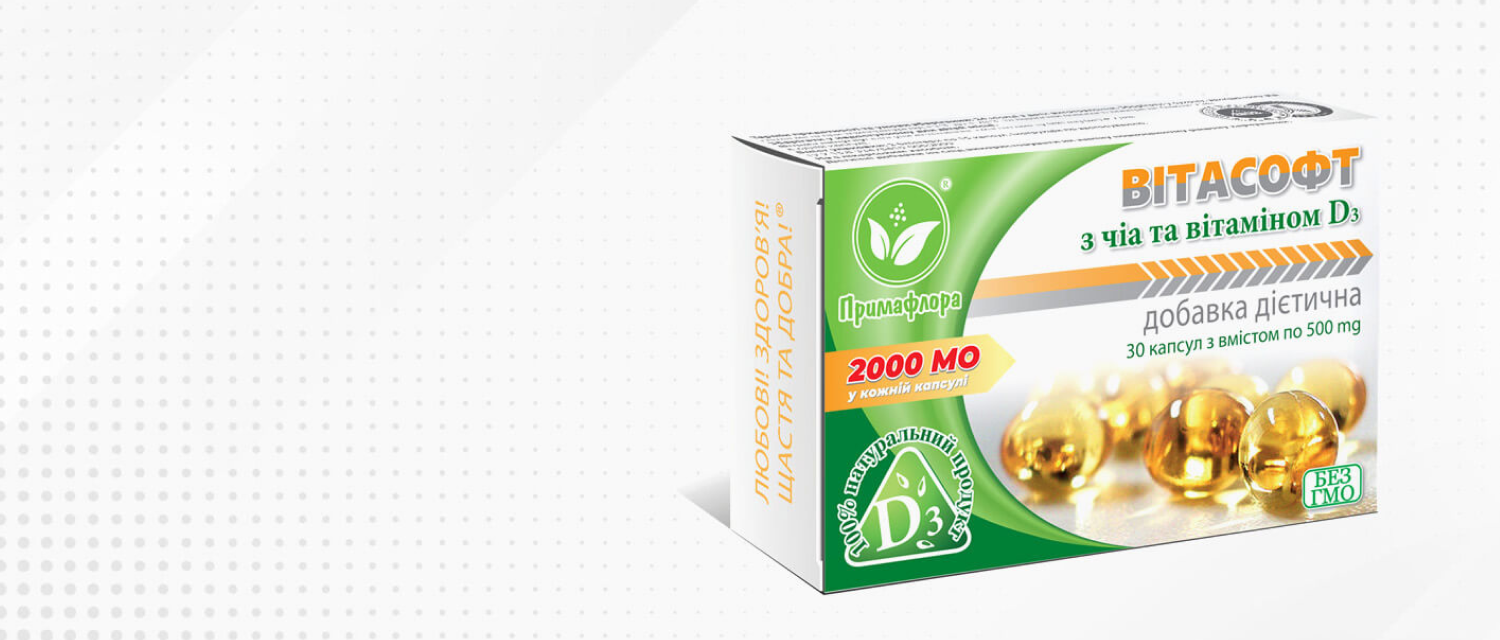 ЛЮБОВІ! ЗДОРОВ'Я!
ЩАСТЯ ТА ДОБРА!®
®
Примафлора
2000 МО
у кожній капсулі
100% натуральний продукт
D3
ВІТАСОФТ
з чіа та вітаміном D3
добавка дієтична
30 капсул з вмістом по 500 mg
БЕЗ
ГМО